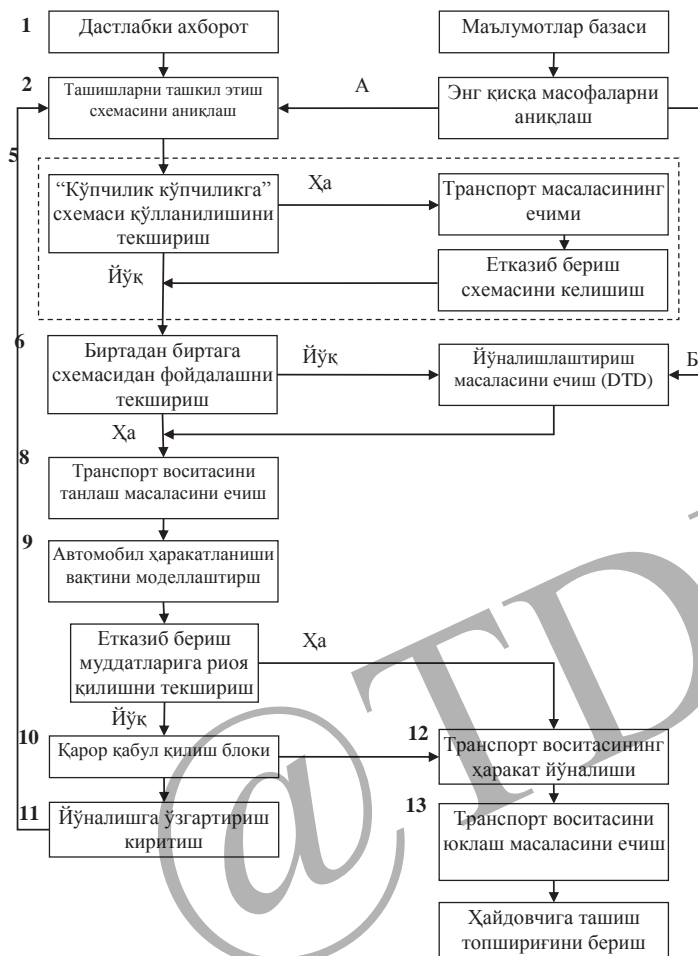 1
Дастлабки ахборот
Маълумотлар базаси
2
Ташишларни ташкил этиш
схемасини аниқлаш
А
Энг қисқа масофаларни
аниқлаш
5
“Кўпчилик кўпчиликга”
схемаси қўлланилишини
текшириш
Ҳа
Транспорт масаласининг
ечими
Йўқ
Етказиб бериш
схемасини келишиш
6
Биртадан биртага
схемасидан фойдалашни
текшириш
Йўқ
Йўналишлаштириш
масаласини ечиш (DTD)
Б
Ҳа
8
Транспорт воситасини
танлаш масаласини ечиш
9
Автомобил ҳаракатланиши
вақтини моделлаштирш
Етказиб бериш
муддатларига риоя
қилишни текшириш
Ҳа
Йўқ
10
Қарор қабул қилиш блоки
12
Транспорт воситасининг
ҳаракат йўналиши
11
Йўналишга ўзгартириш
киритиш
13
Транспорт воситасини
юклаш масаласини ечиш
Ҳайдовчига ташиш
топшириғини бериш
@TD